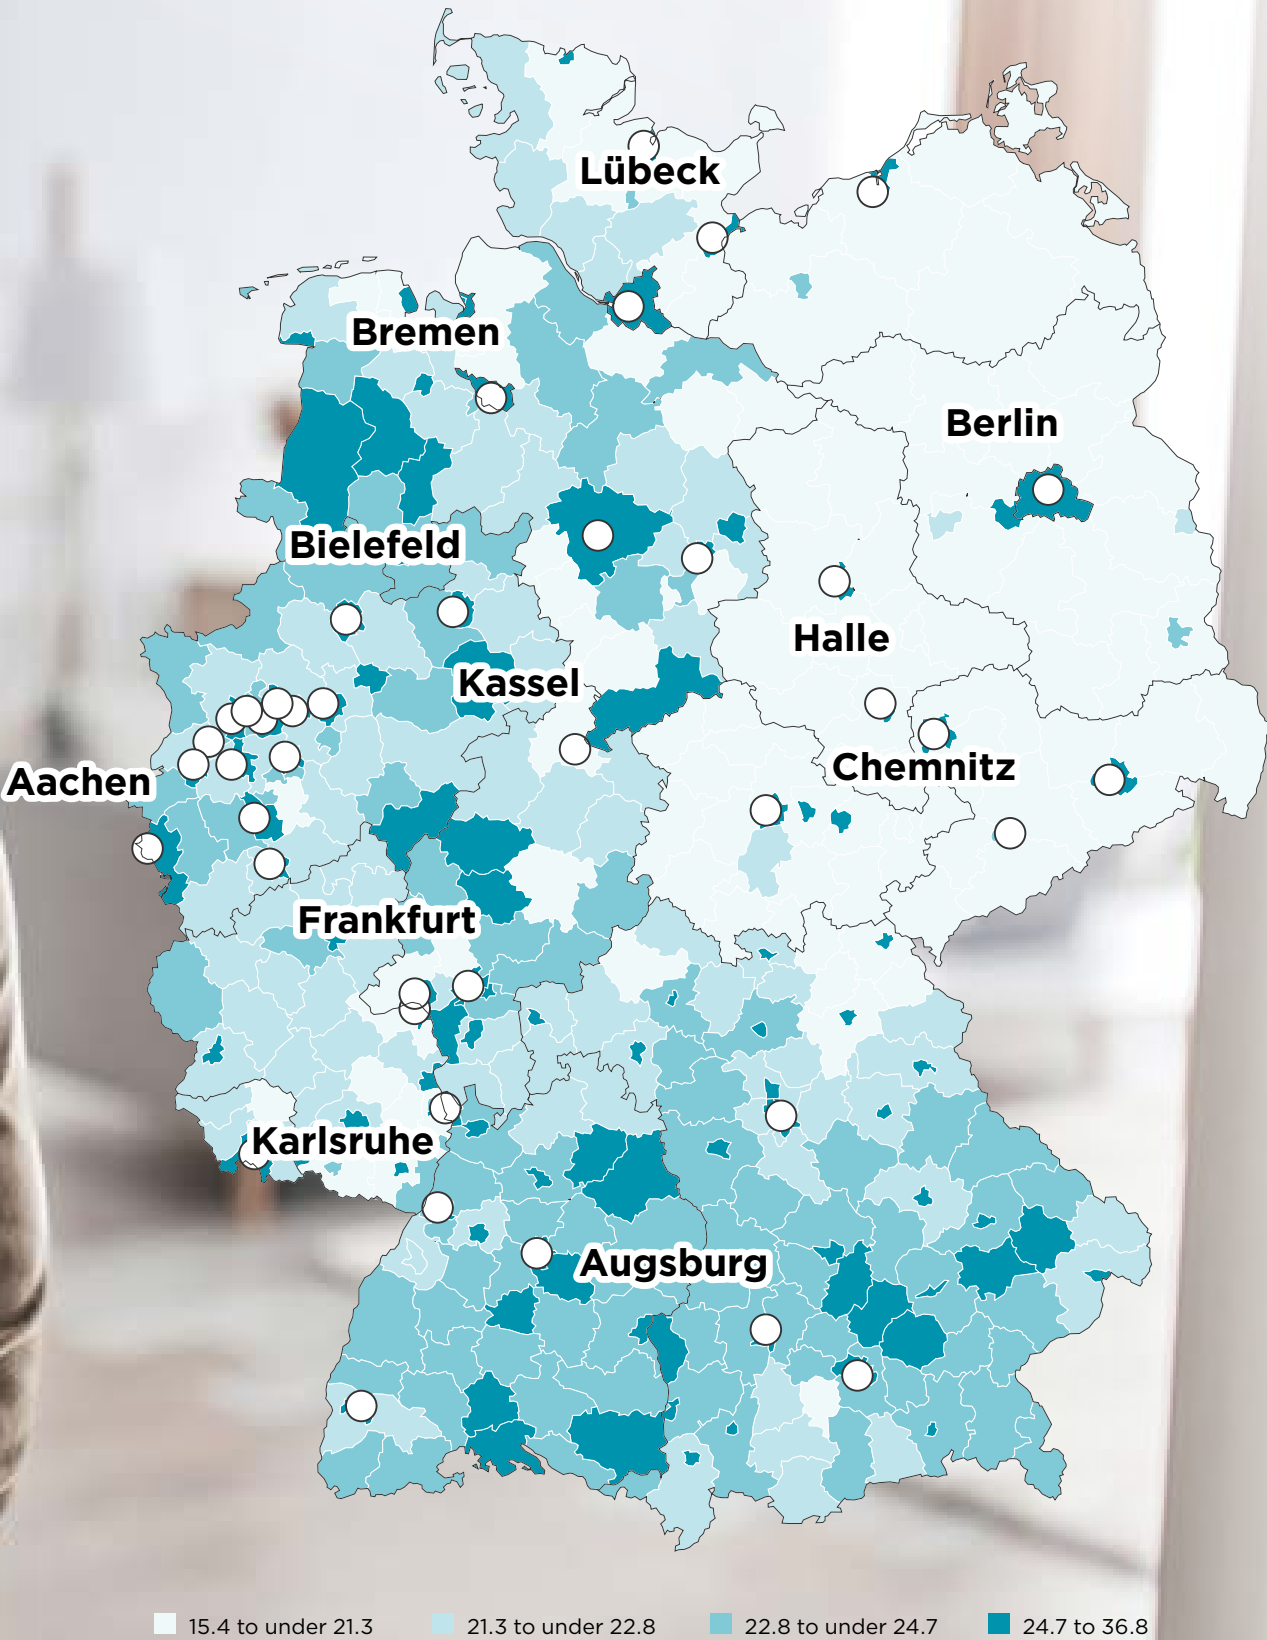 Lübeck
Bremen
Berlin
Bielefeld
Halle
Kassel
Chemnitz
Aachen
Frankfurt
Karlsruhe
Augsburg
15.4 to under 21.3
21.3 to under 22.8
22.8 to under 24.7
24.7 to 36.8